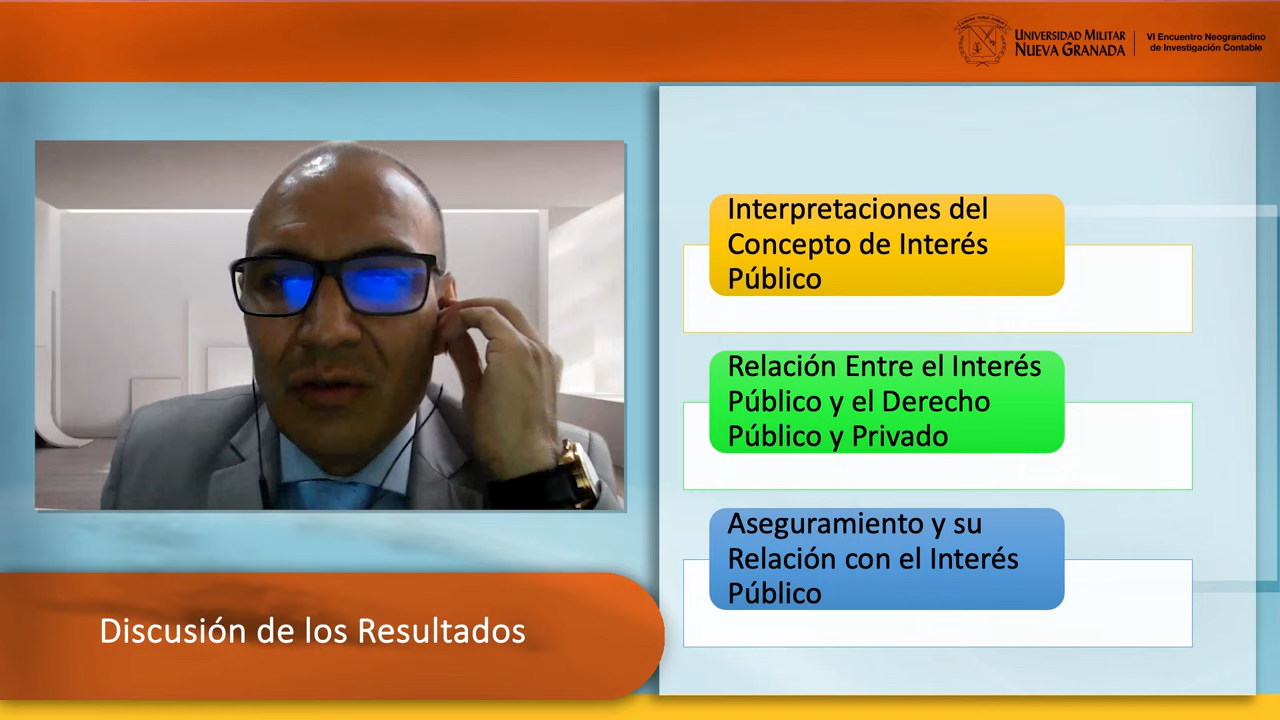 UNIVERSIDAD MILITAR
NUEVA GRANADA
VI Encuentro Neogranadino
de Investigación Contable
Interpretaciones del
Concepto de Interés
Público
Relación Entre el Interés
Público y el Derecho
Público y Privado
Aseguramiento y su
Relación con el Interés
Público
Discusión de los Resultados